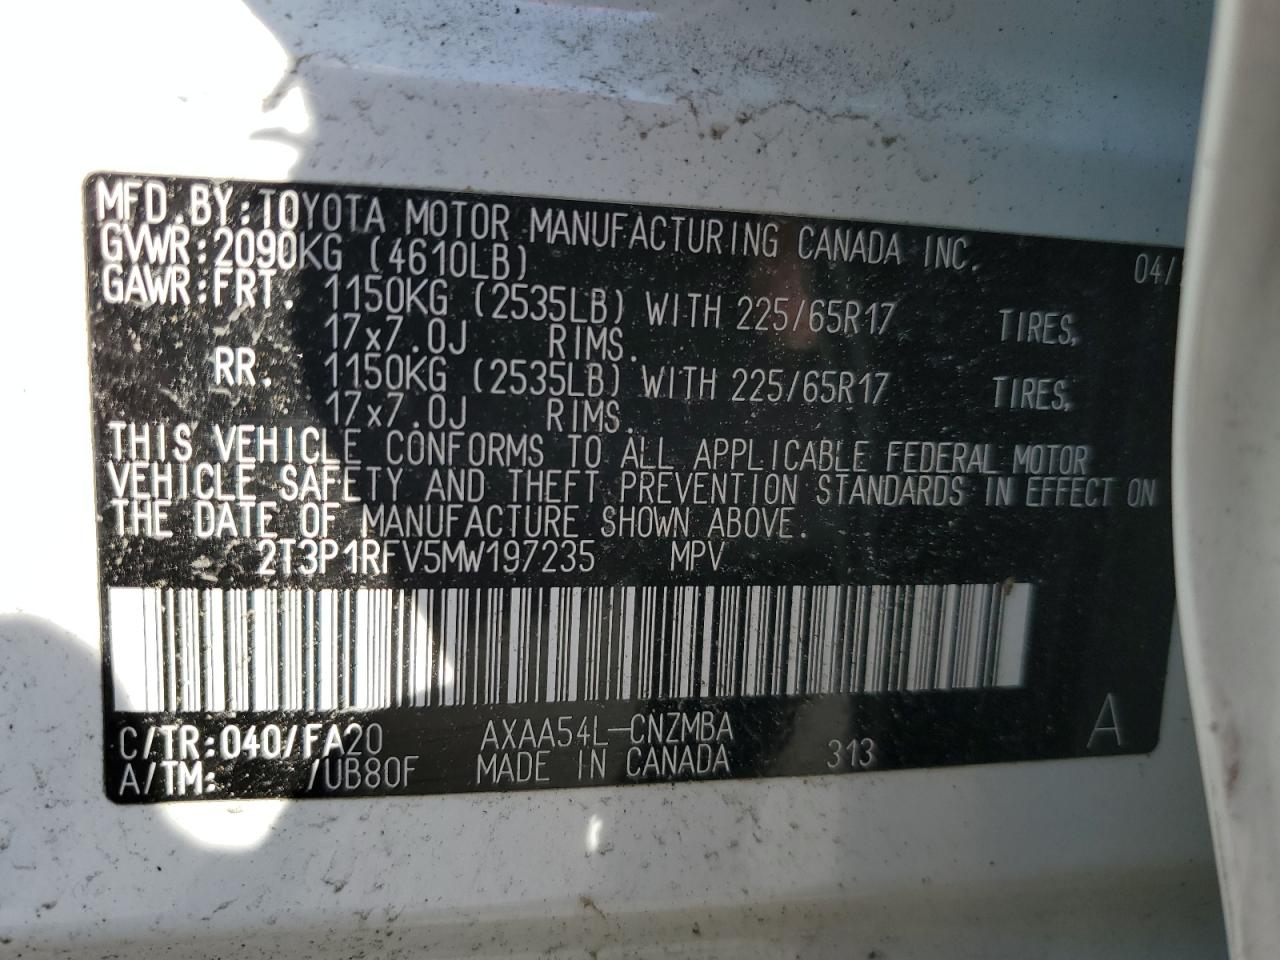 MFD.BY:TOYOTA MOTOR MANUFACTURING CANADA INC. 04/
GVWR:2090KG (4610LB)
GAWR:FRT. 1150KG (2535LB) WITH 225/65R17 TIRES,
17x7.0J RIMS.
RR. 1150KG (2535LB) WITH 225/65R17 TIRES,
17x7.0J RIMS.
THIS VEHICLE CONFORMS TO ALL APPLICABLE FEDERAL MOTOR
VEHICLE SAFETY AND THEFT PREVENTION STANDARDS IN EFFECT ON
THE DATE OF MANUFACTURE SHOWN ABOVE.
2T3P1RFV5MW197235 MPV
C/TR:040/FA20 AXAA54L-CNZMBA A
A/TM: /UB80F MADE IN CANADA 313